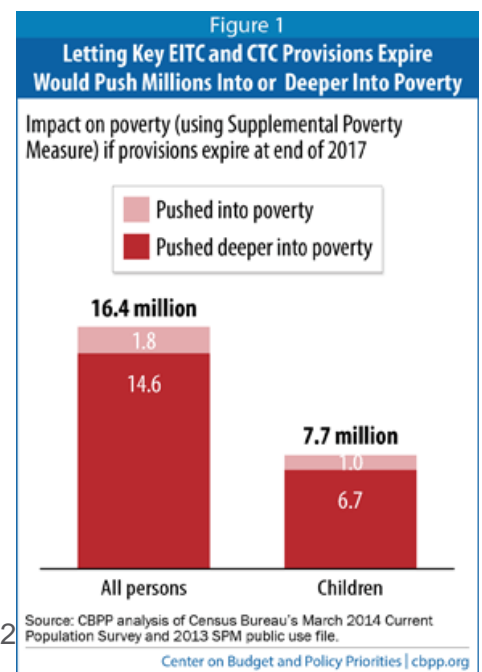 Figure 1
Letting Key EITC and CTC Provisions Expire
Would Push Millions Into or Deeper Into Poverty
Impact on poverty (using Supplemental Poverty
Measure) if provisions expire at end of 2017
Pushed into poverty
Pushed deeper into poverty
16.4 million
1.8
14.6
7.7 million
1.0
6.7
All persons
Children
2
Source: CBPP analysis of Census Bureau's March 2014 Current
Population Survey and 2013 SPM public use file.
Center on Budget and Policy Priorities | cbpp.org